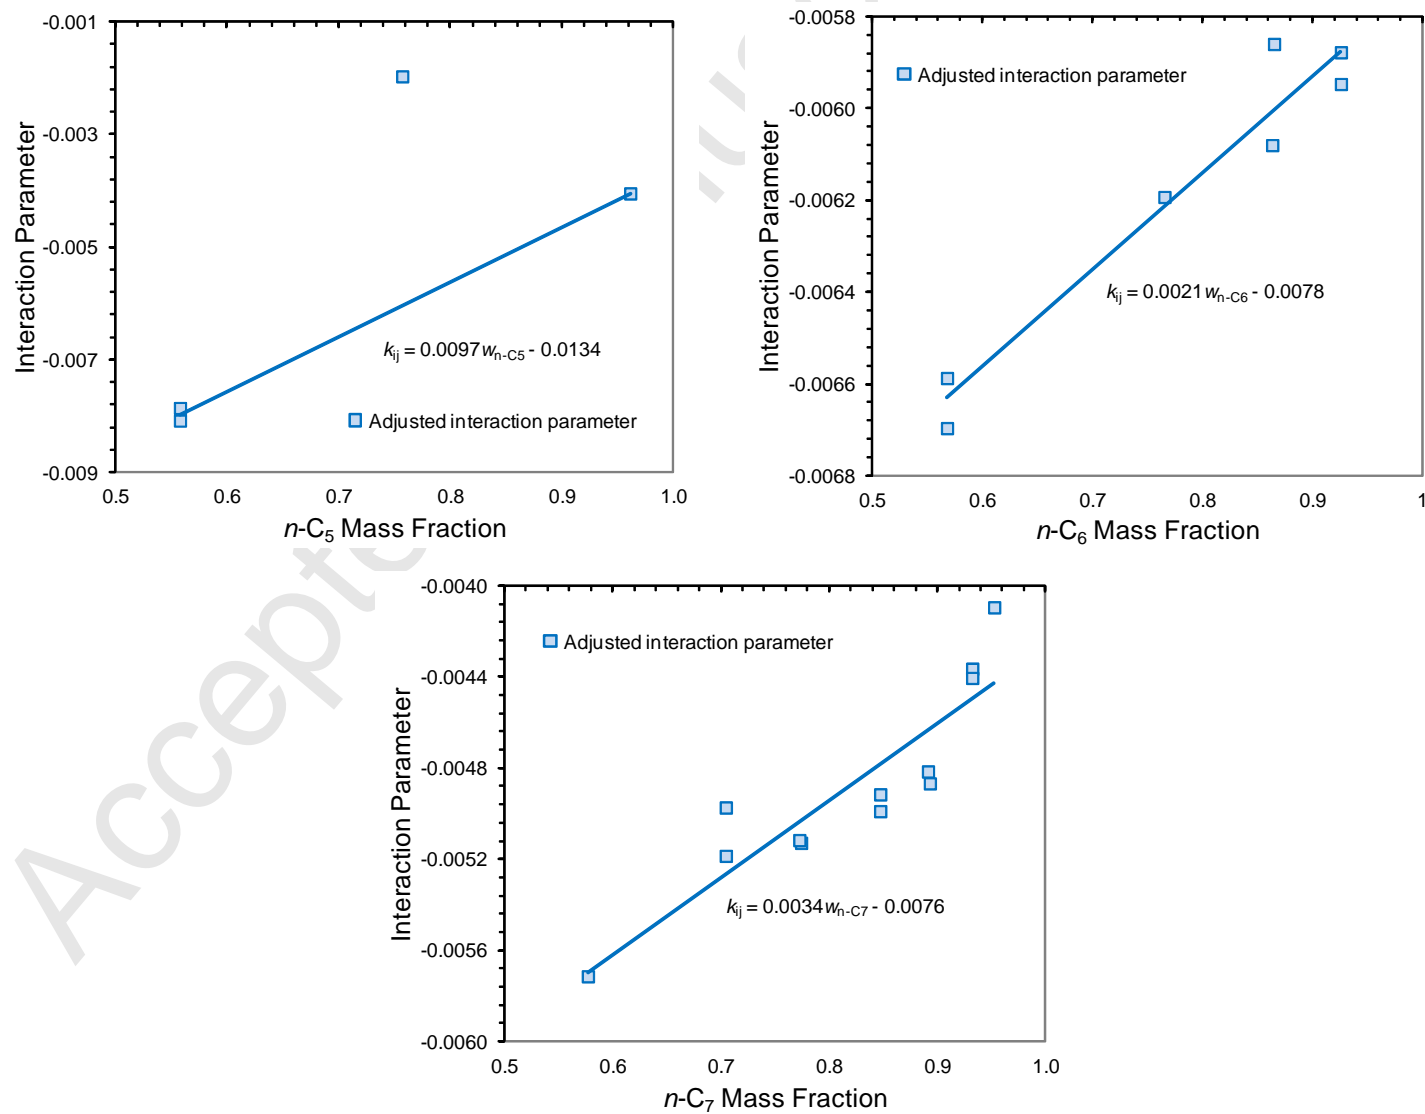 -0.001
-0.003
-0.005
-0.007
-0.009
Interaction Parameter
kij = 0.0097wn-C5 - 0.0134
Adjusted interaction parameter
0.5 0.6 0.7 0.8 0.9 1.0
n-C5 Mass Fraction
-0.0058
-0.0060
-0.0062
-0.0064
-0.0066
-0.0068
Interaction Parameter
Adjusted interaction parameter
kij = 0.0021wn-C6 - 0.0078
0.5 0.6 0.7 0.8 0.9 1
n-C6 Mass Fraction
-0.0040
-0.0044
-0.0048
-0.0052
-0.0056
-0.0060
Interaction Parameter
Adjusted interaction parameter
kij = 0.0034wn-C7 - 0.0076
0.5 0.6 0.7 0.8 0.9 1.0
n-C7 Mass Fraction